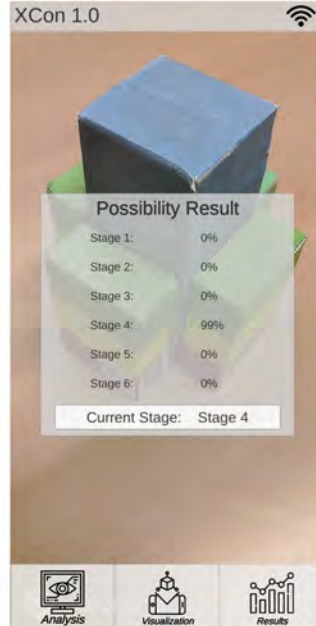 XCon 1.0
Possibility Result
Stage 1: 0%
Stage 2: 0%
Stage 3: 0%
Stage 4: 99%
Stage 5: 0%
Stage 6: 0%
Current Stage: Stage 4
Analysis Visualization Results